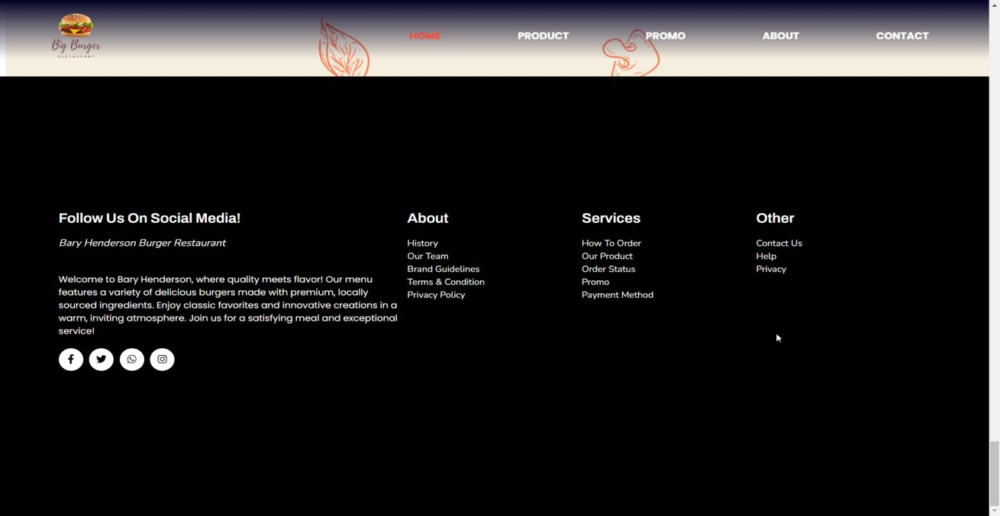 Big Burger
RESTAURANT
HOME
PRODUCT
PROMO
ABOUT
CONTACT
Follow Us On Social Media!
Bary Henderson Burger Restaurant
Welcome to Bary Henderson, where quality meets flavor! Our menu
features a variety of delicious burgers made with premium, locally
sourced ingredients. Enjoy classic favorites and innovative creations in a
warm, inviting atmosphere. Join us for a satisfying meal and exceptional
service!
About
History
Our Team
Brand Guidelines
Terms & Condition
Privacy Policy
Services
How To Order
Our Product
Order Status
Promo
Payment Method
Other
Contact Us
Help
Privacy